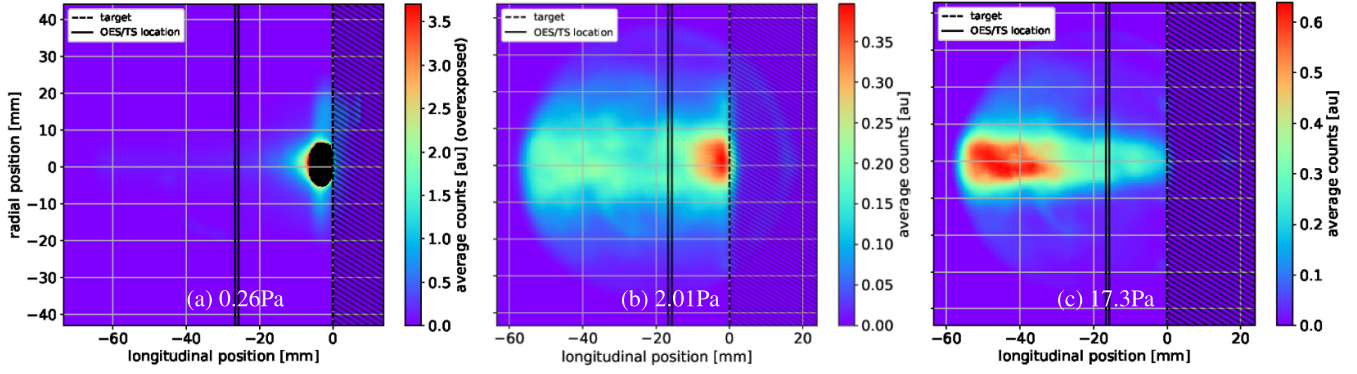 target
OES/TS location
radial position [mm]
40
30
20
10
0
−10
−20
−30
−40
(a) 0.26Pa
−60
−40
−20
0
longitudinal position [mm]
3.5
3.0
2.5
2.0
1.5
1.0
0.5
0.0
average counts [au] (overexposed)
target
OES/TS location
(b) 2.01Pa
−60
−40
−20
0
20
longitudinal position [mm]
0.35
0.30
0.25
0.20
0.15
0.10
0.05
0.00
average counts [au]
target
OES/TS location
(c) 17.3Pa
−60
−40
−20
0
20
longitudinal position [mm]
0.6
0.5
0.4
0.3
0.2
0.1
0.0
average counts [au]